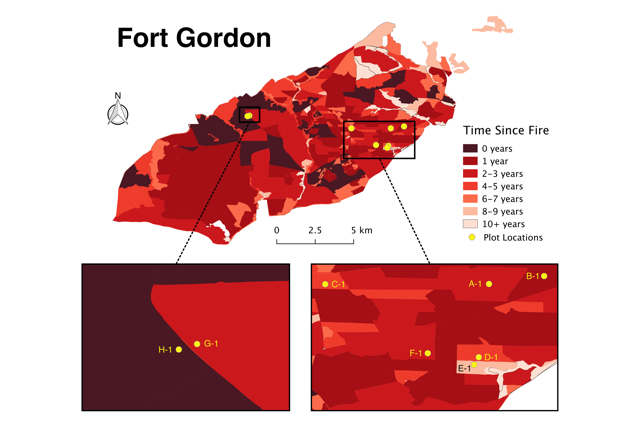 Fort Gordon
N
Time Since Fire
0 years
1 year
2-3 years
4-5 years
6-7 years
8-9 years
10+ years
Plot Locations
0 2.5 5 km
H-1 G-1
C-1 A-1 B-1
F-1 D-1
E-1